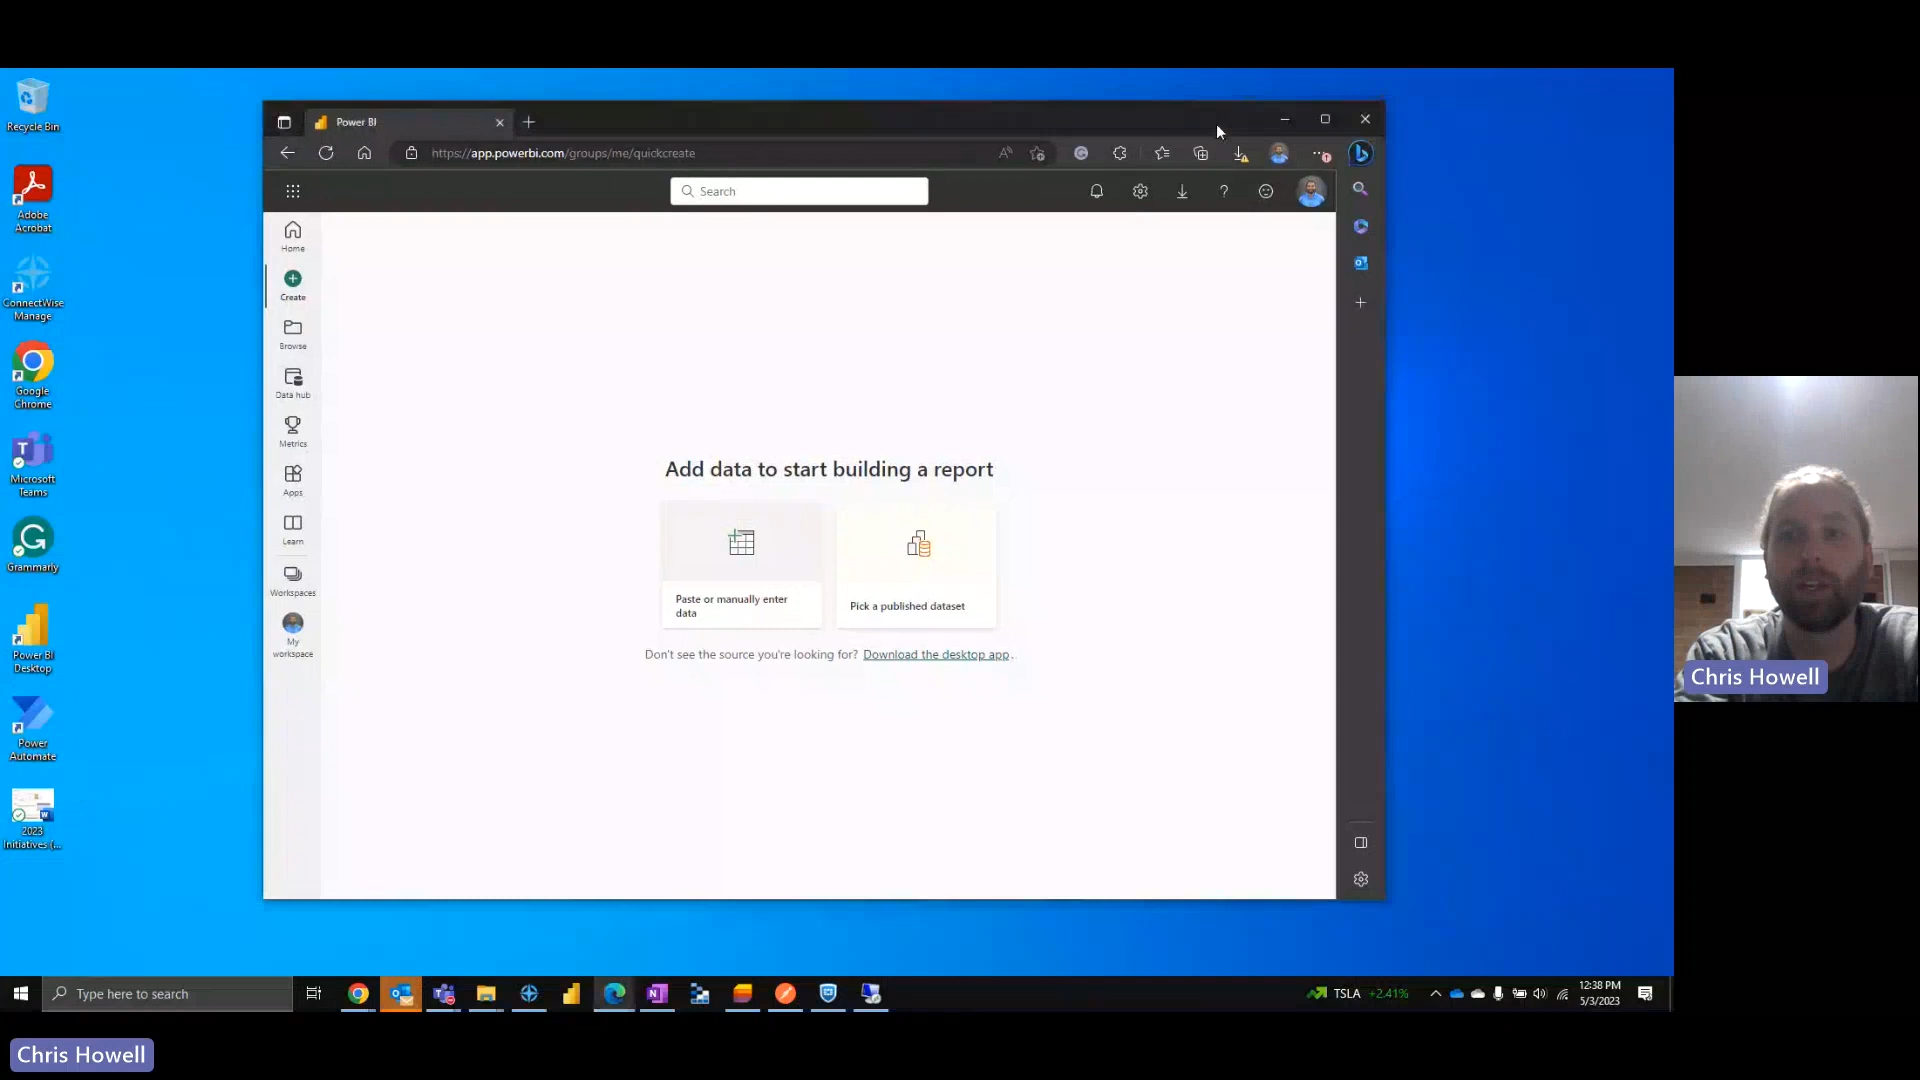 Recycle Bin
Adobe
Acrobat
ConnectWise
Manage
Google
Chrome
Microsoft
Teams
Grammarly
Power BI
Desktop
Power
Automate
2023
Initiatives (...
Power BI
https://app.powerbi.com/groups/me/quickcreate
Search
Home
Create
Browse
Data hub
Metrics
Apps
Learn
Workspaces
My
workspace
Add data to start building a report
Paste or manually enter
data
Pick a published dataset
Don't see the source you're looking for? Download the desktop app.
Chris Howell
Type here to search
TSLA +2.41%
12:38 PM
5/3/2023
Chris Howell